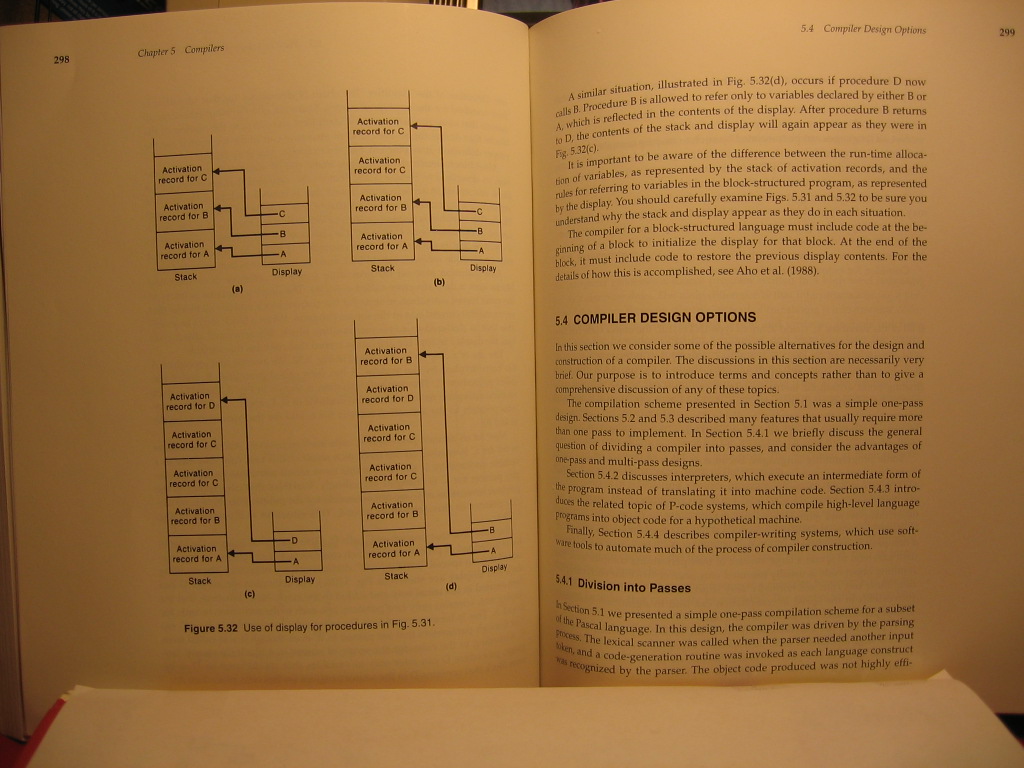 298
Chapter 5 Compilers
Activation
record for C
Activation
record for B
Activation
record for A
C
B
A
Stack
Display
(a)
Activation
record for C
Activation
record for C
Activation
record for B
Activation
record for A
C
B
A
Stack
Display
(b)
Activation
record for D
Activation
record for C
Activation
record for C
Activation
record for B
Activation
record for A
D
A
Stack
Display
(c)
Activation
record for B
Activation
record for D
Activation
record for C
Activation
record for C
Activation
record for B
Activation
record for A
B
A
Stack
Display
(d)
Figure 5.32 Use of display for procedures in Fig. 5.31.
5.4 Compiler Design Options
299
A similar situation, illustrated in Fig. 5.32(d), occurs if procedure D now
calls B. Procedure B is allowed to refer only to variables declared by either B or
A, which is reflected in the contents of the display. After procedure B returns
to D, the contents of the stack and display will again appear as they were in
Fig. 5.32(c).
It is important to be aware of the difference between the run-time alloca-
tion of variables, as represented by the stack of activation records, and the
rules for referring to variables in the block-structured program, as represented
by the display. You should carefully examine Figs. 5.31 and 5.32 to be sure you
understand why the stack and display appear as they do in each situation.
The compiler for a block-structured language must include code at the be-
ginning of a block to initialize the display for that block. At the end of the
block, it must include code to restore the previous display contents. For the
details of how this is accomplished, see Aho et al. (1988).
5.4 COMPILER DESIGN OPTIONS
In this section we consider some of the possible alternatives for the design and
construction of a compiler. The discussions in this section are necessarily very
brief. Our purpose is to introduce terms and concepts rather than to give a
comprehensive discussion of any of these topics.
The compilation scheme presented in Section 5.1 was a simple one-pass
design. Sections 5.2 and 5.3 described many features that usually require more
than one pass to implement. In Section 5.4.1 we briefly discuss the general
question of dividing a compiler into passes, and consider the advantages of
one-pass and multi-pass designs.
Section 5.4.2 discusses interpreters, which execute an intermediate form of
the program instead of translating it into machine code. Section 5.4.3 intro-
duces the related topic of P-code systems, which compile high-level language
programs into object code for a hypothetical machine.
Finally, Section 5.4.4 describes compiler-writing systems, which use soft-
ware tools to automate much of the process of compiler construction.
5.4.1 Division into Passes
In Section 5.1 we presented a simple one-pass compilation scheme for a subset
of the Pascal language. In this design, the compiler was driven by the parsing
process. The lexical scanner was called when the parser needed another input
token, and a code-generation routine was invoked as each language construct
was recognized by the parser. The object code produced was not highly effi-